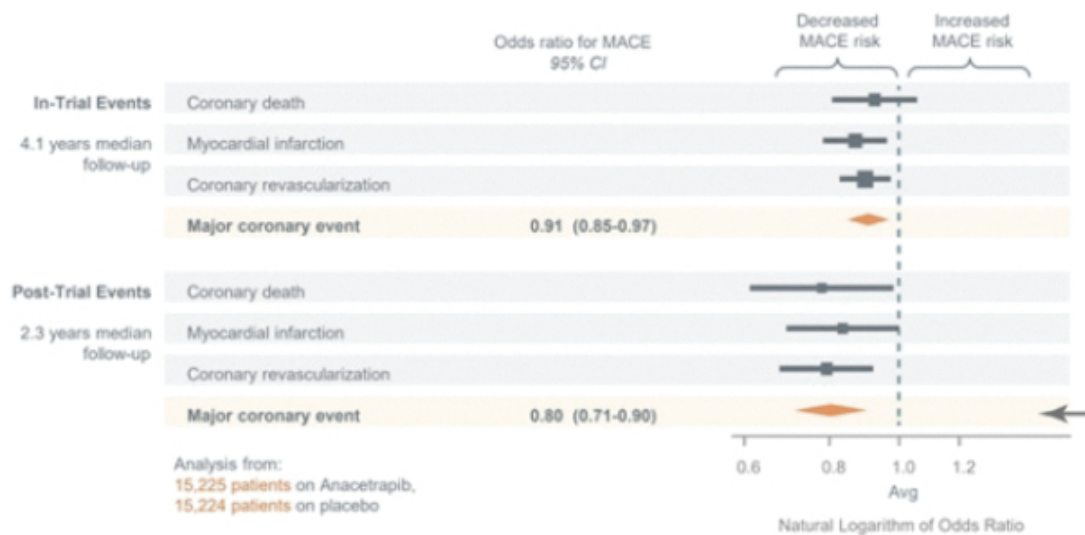 Odds ratio for MACE
95% CI
Decreased
MACE risk
Increased
MACE risk
In-Trial Events
4.1 years median
follow-up
Coronary death
Myocardial infarction
Coronary revascularization
Major coronary event 0.91 (0.85-0.97)
Post-Trial Events
2.3 years median
follow-up
Coronary death
Myocardial infarction
Coronary revascularization
Major coronary event 0.80 (0.71-0.90)
0.6 0.8 1.0 1.2
Avg
Natural Logarithm of Odds Ratio
Analysis from:
15,225 patients on Anacetrapib,
15,224 patients on placebo